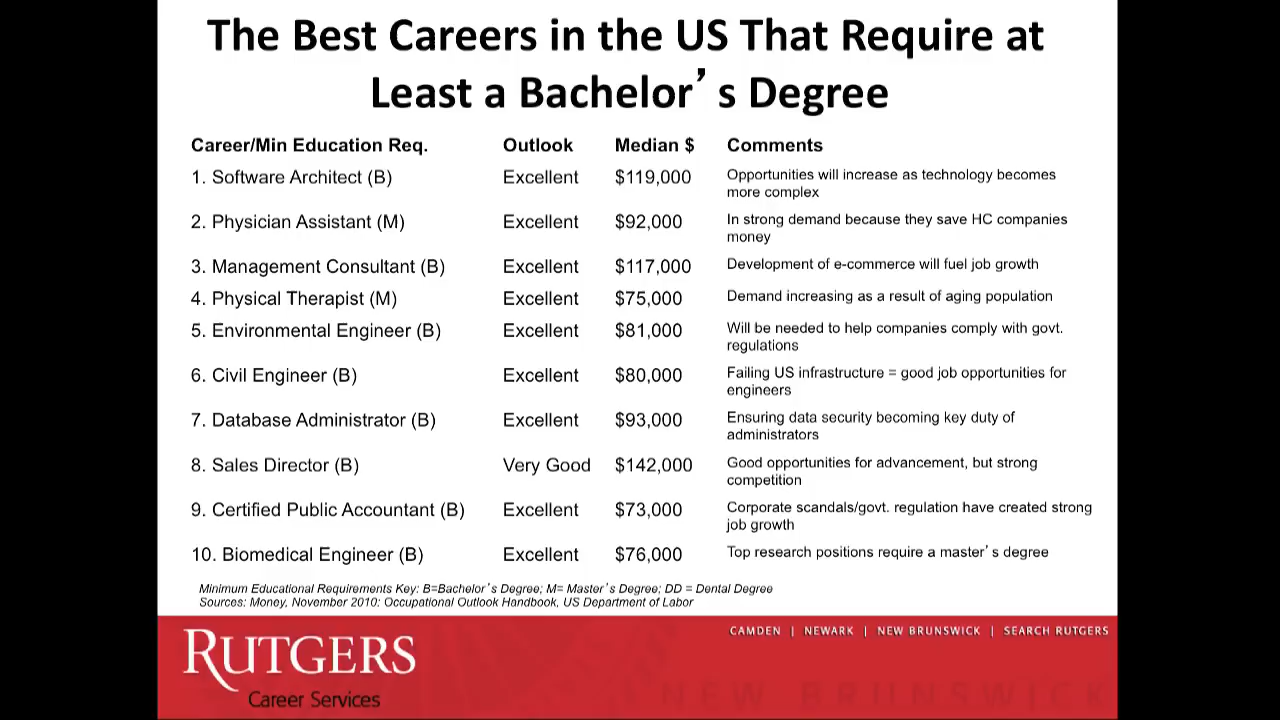 The Best Careers in the US That Require at
Least a Bachelor’s Degree
Career/Min Education Req. Outlook Median $ Comments
1. Software Architect (B) Excellent $119,000 Opportunities will increase as technology becomes
more complex
2. Physician Assistant (M) Excellent $92,000 In strong demand because they save HC companies
money
3. Management Consultant (B) Excellent $117,000 Development of e-commerce will fuel job growth
4. Physical Therapist (M) Excellent $75,000 Demand increasing as a result of aging population
5. Environmental Engineer (B) Excellent $81,000 Will be needed to help companies comply with govt.
regulations
6. Civil Engineer (B) Excellent $80,000 Failing US infrastructure = good job opportunities for
engineers
7. Database Administrator (B) Excellent $93,000 Ensuring data security becoming key duty of
administrators
8. Sales Director (B) Very Good $142,000 Good opportunities for advancement, but strong
competition
9. Certified Public Accountant (B) Excellent $73,000 Corporate scandals/govt. regulation have created strong
job growth
10. Biomedical Engineer (B) Excellent $76,000 Top research positions require a master’s degree
Minimum Educational Requirements Key: B=Bachelor’s Degree; M= Master’s Degree; DD = Dental Degree
Sources: Money, November 2010: Occupational Outlook Handbook, US Department of Labor
CAMDEN | NEWARK | NEW BRUNSWICK | SEARCH RUTGERS
RUTGERS
Career Services
NEW BRUNSWICK